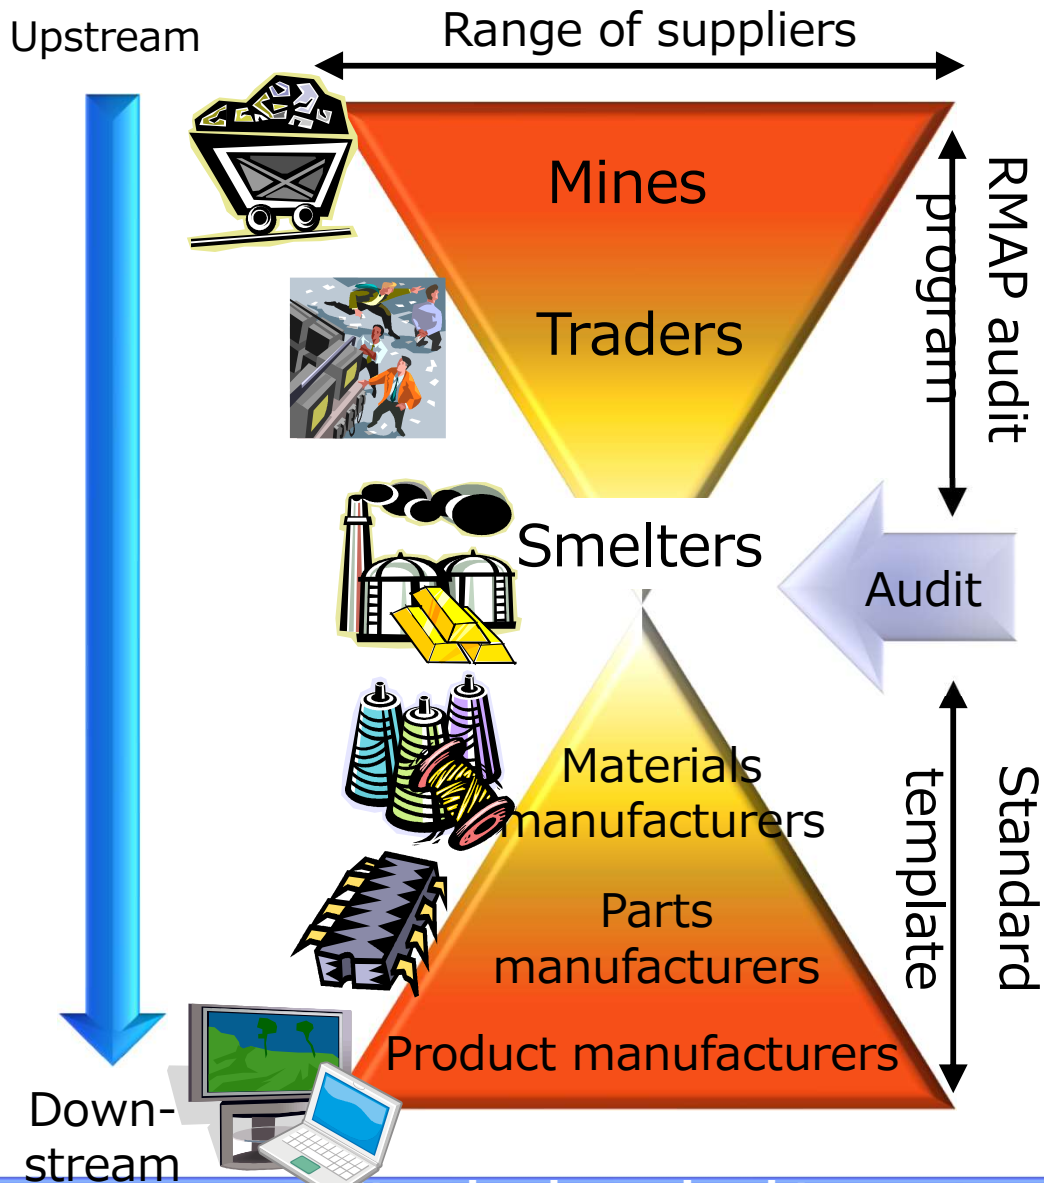 Upstream
Range of suppliers
Mines
Traders
RMAP audit
program
Smelters
Audit
Materials
manufacturers
Parts
manufacturers
Product manufacturers
Standard
template
Down-
stream